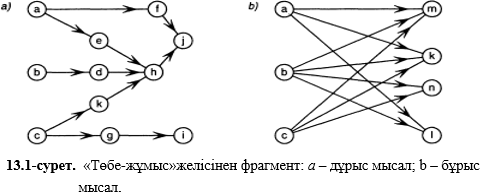 a) b)
a f a m
e j k
b d h b n
k
c g i c l
13.1-сурет. «Төбе-жұмыс»желісінен фрагмент: a – дұрыс мысал; b – бұрыс
мысал.